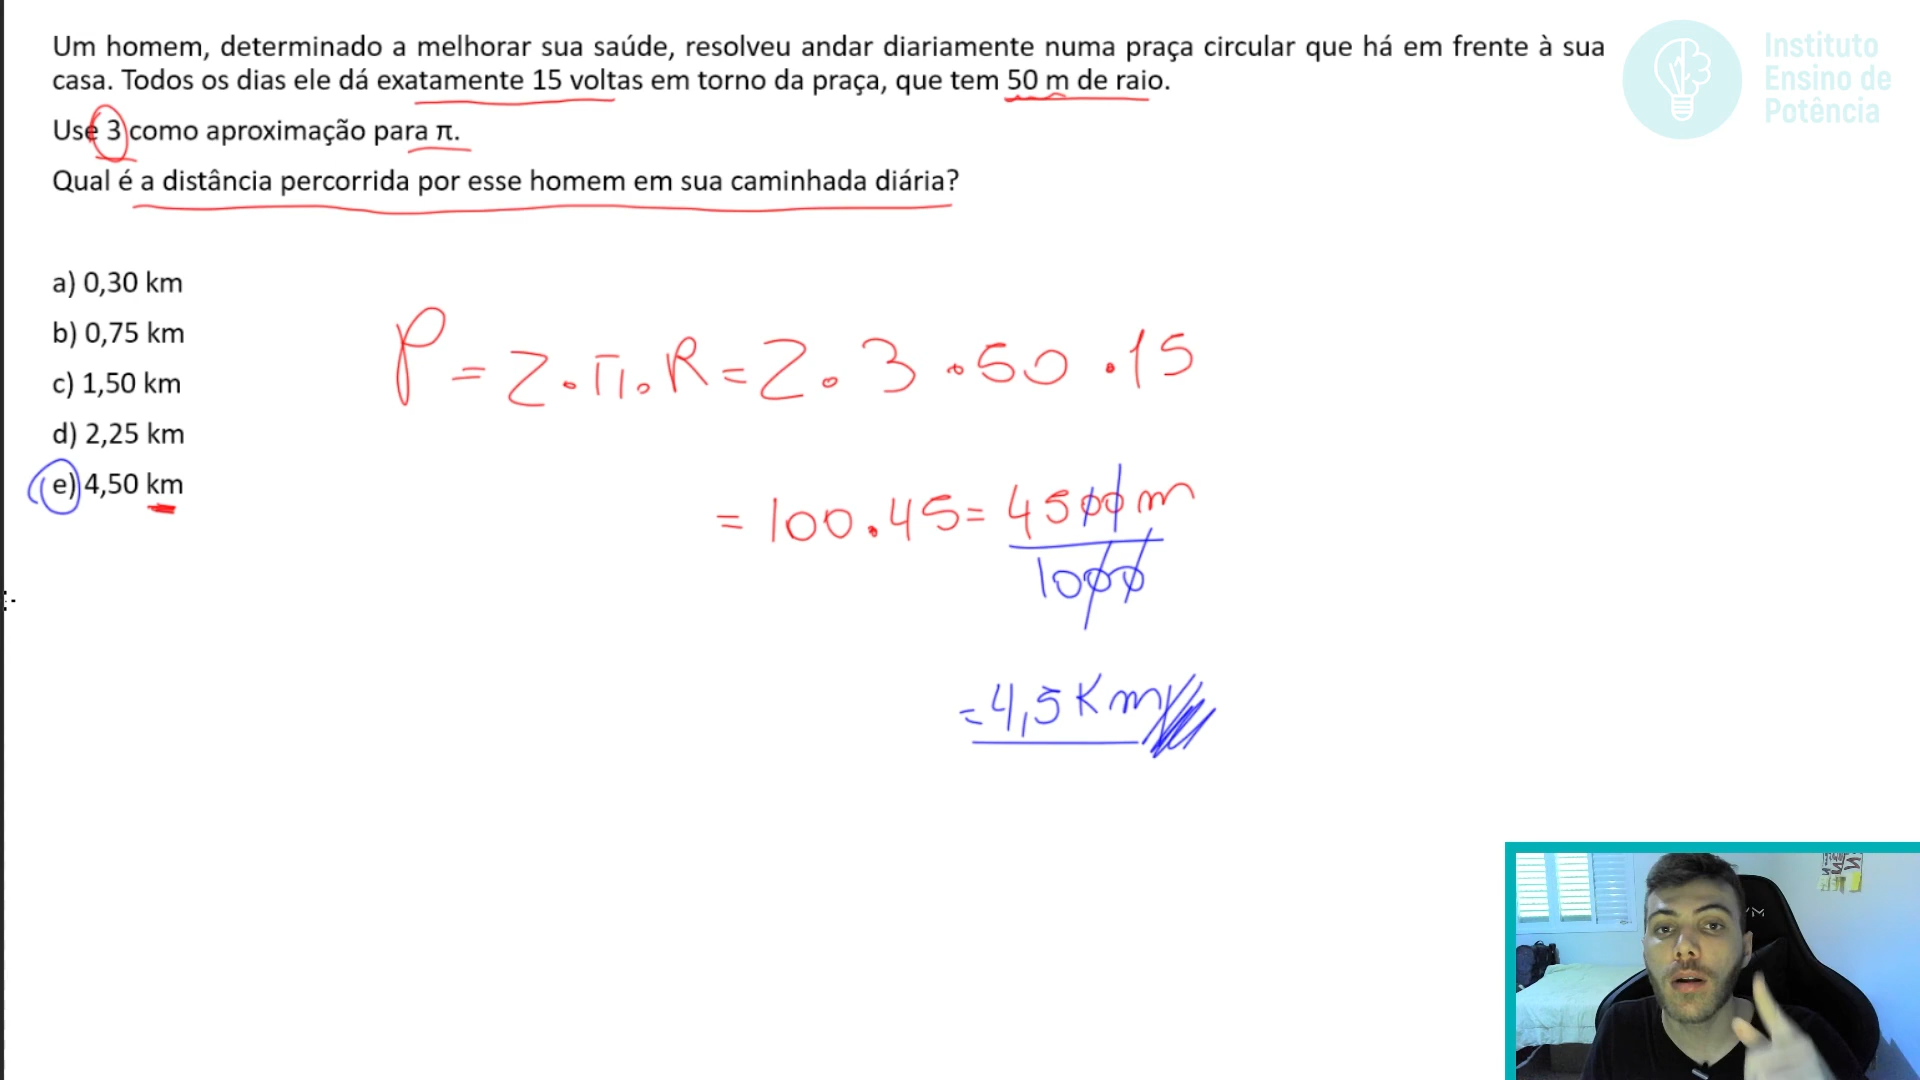 Um homem, determinado a melhorar sua saúde, resolveu andar diariamente numa praça circular que há em frente à sua
casa. Todos os dias ele dá exatamente 15 voltas em torno da praça, que tem 50 m de raio.
Use 3 como aproximação para π.
Qual é a distância percorrida por esse homem em sua caminhada diária?
a) 0,30 km
b) 0,75 km
c) 1,50 km
d) 2,25 km
e) 4,50 km
P = 2.π.R = 2.3.50.15
= 100.45 = 4500 m
1000
= 4,5 Km
Instituto
Ensino de
Potência